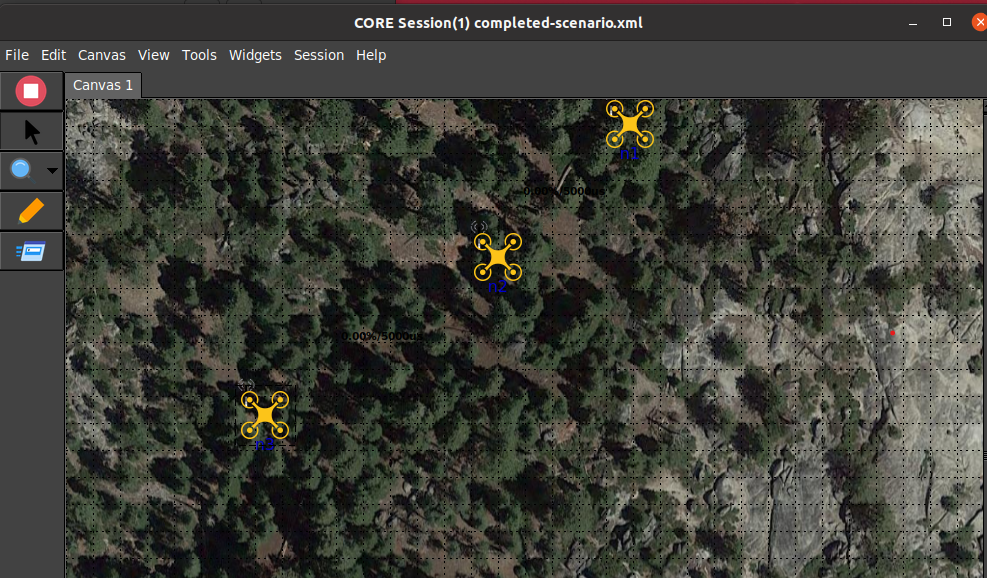 CORE Session(1) completed-scenario.xml
File Edit Canvas View Tools Widgets Session Help
Canvas 1
n1
0.00%/5000us
n2
0.00%/5000us
n3